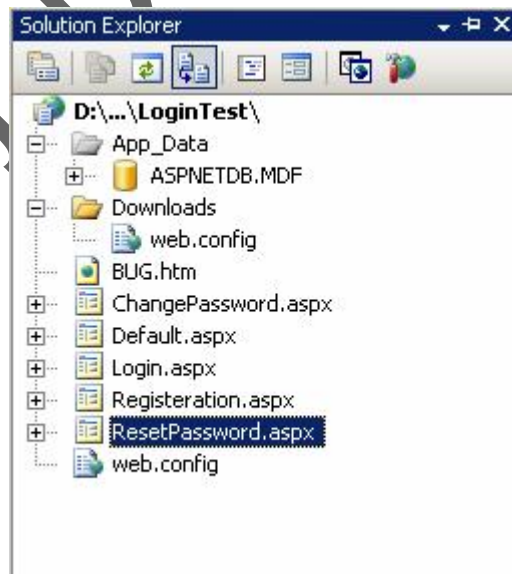 Solution Explorer
D:\...\LoginTest\
App_Data
ASPNETDB.MDF
Downloads
web.config
BUG.htm
ChangePassword.aspx
Default.aspx
Login.aspx
Registeration.aspx
ResetPassword.aspx
web.config